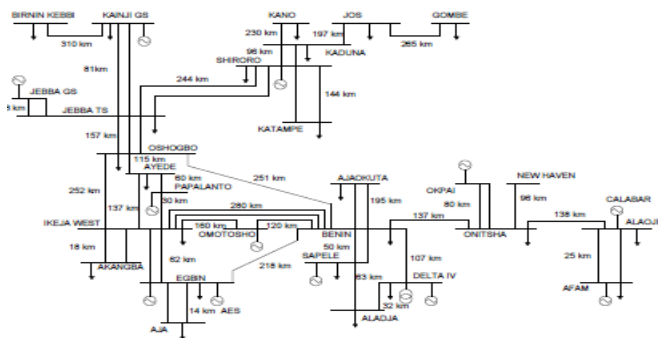 BIRNIN KEBBI
KAINJI GS
KANO
JOS
GOMBE
310 km
230 km
197 km
265 km
96 km
KADUNA
81km
SHIRORO
244 km
144 km
JEBBA GS
8 km
JEBBA TS
KATAMPE
157 km
OSHOGBO
115 km
AYEDE
251 km
60 km
PAPALANTO
AJAOKUTA
OKPAI
NEW HAVEN
CALABAR
252 km
137 km
30 km
280 km
195 km
80 km
96 km
138 km
ALAOJI
IKEJA WEST
160 km
120 km
137 km
OMOTOSHO
BENIN
ONITSHA
18 km
62 km
50 km
107 km
25 km
AKANGBA
SAPELE
218 km
63 km
DELTA IV
AFAM
EGBIN
14 km
AES
32 km
ALADJA
AJA